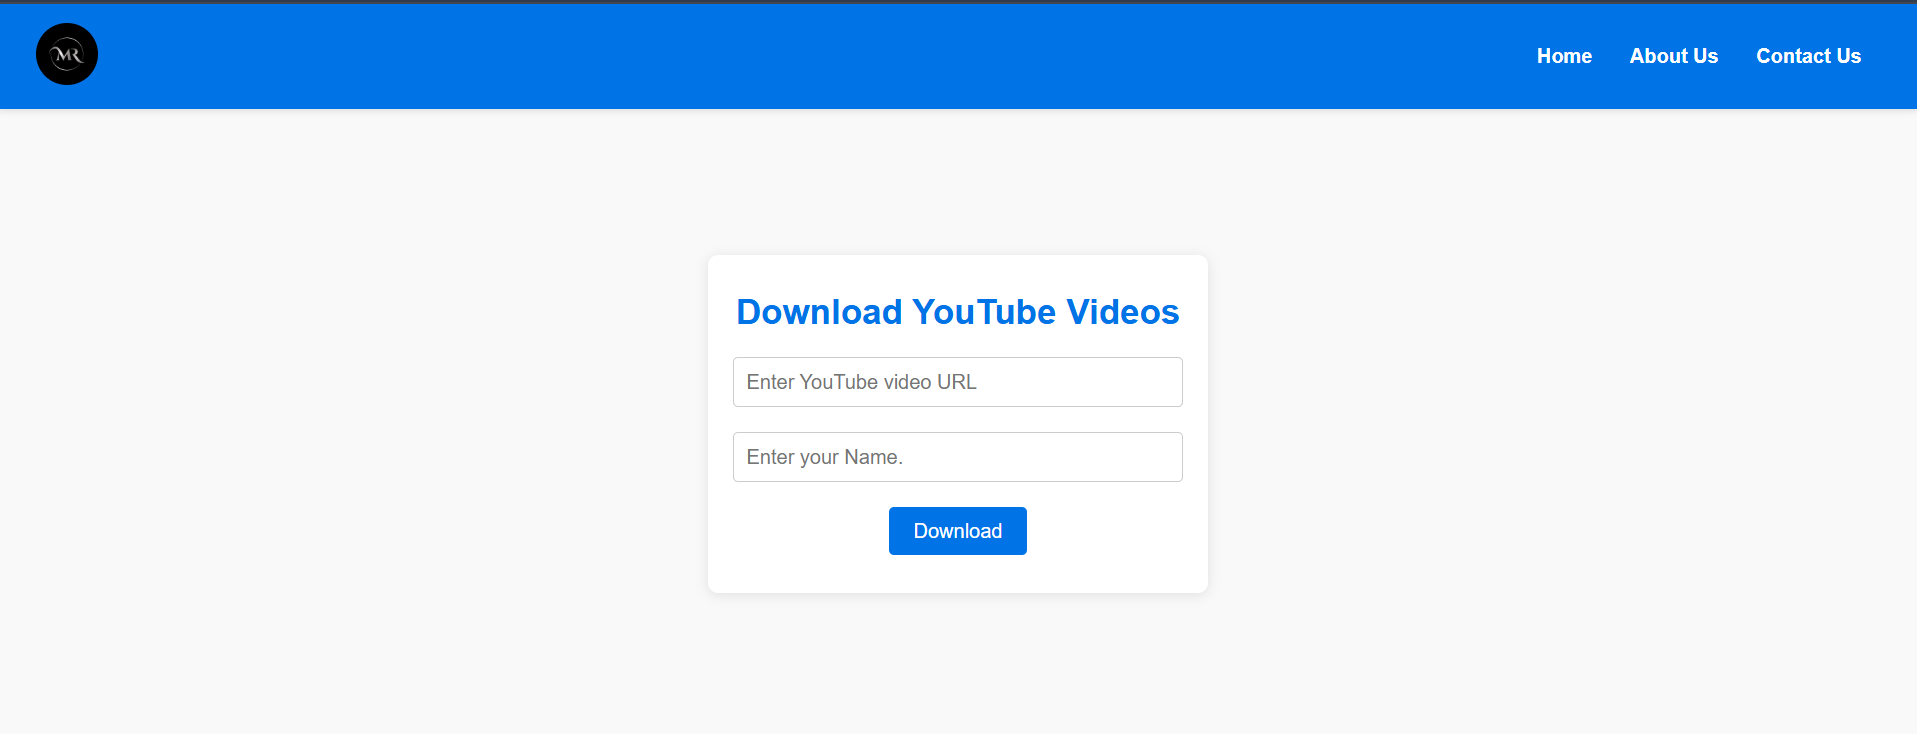 MR
Home About Us Contact Us
Download YouTube Videos
Enter YouTube video URL
Enter your Name.
Download